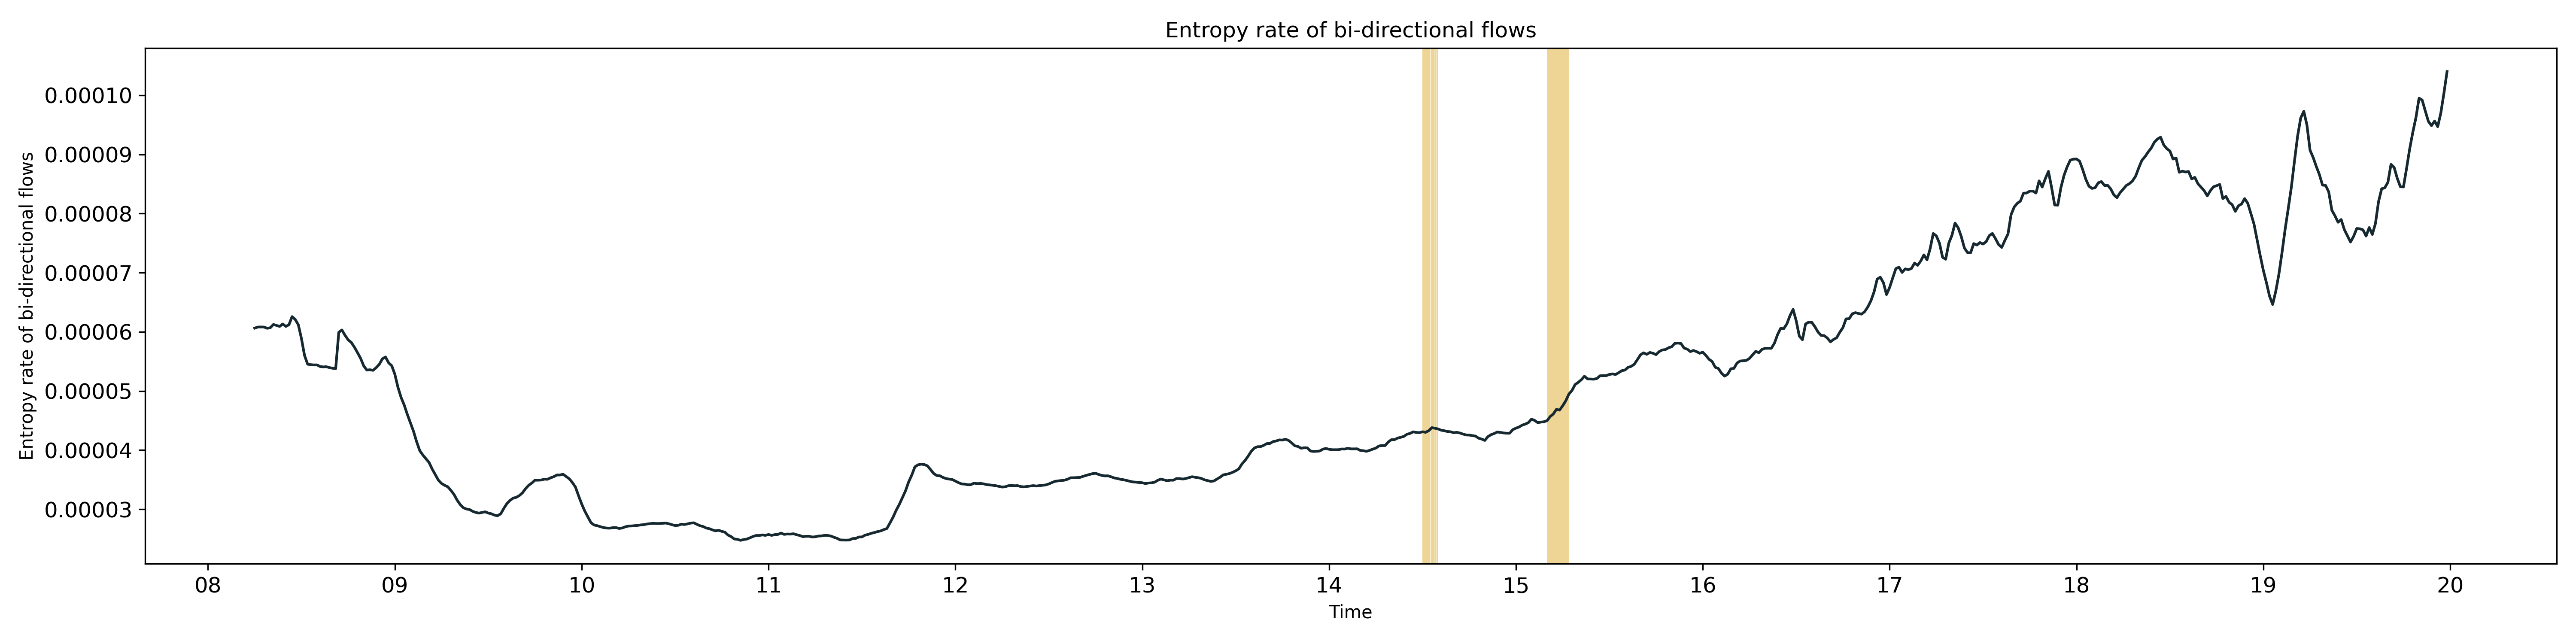 Entropy rate of bi-directional flows
Entropy rate of bi-directional flows
0.00010
0.00009
0.00008
0.00007
0.00006
0.00005
0.00004
0.00003
08 09 10 11 12 13 14 15 16 17 18 19 20
Time